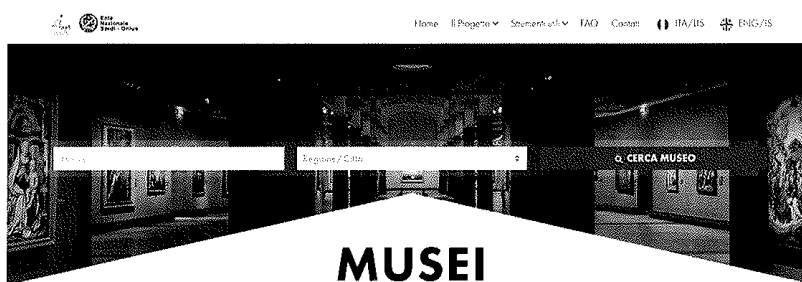 Ente
Nazionale
Sordi - Onlus
Home Il Progetto Strumenti utili FAQ Contatti ITA/LIS ENG/IS
Regione / Città
CERCA MUSEO
MUSEI